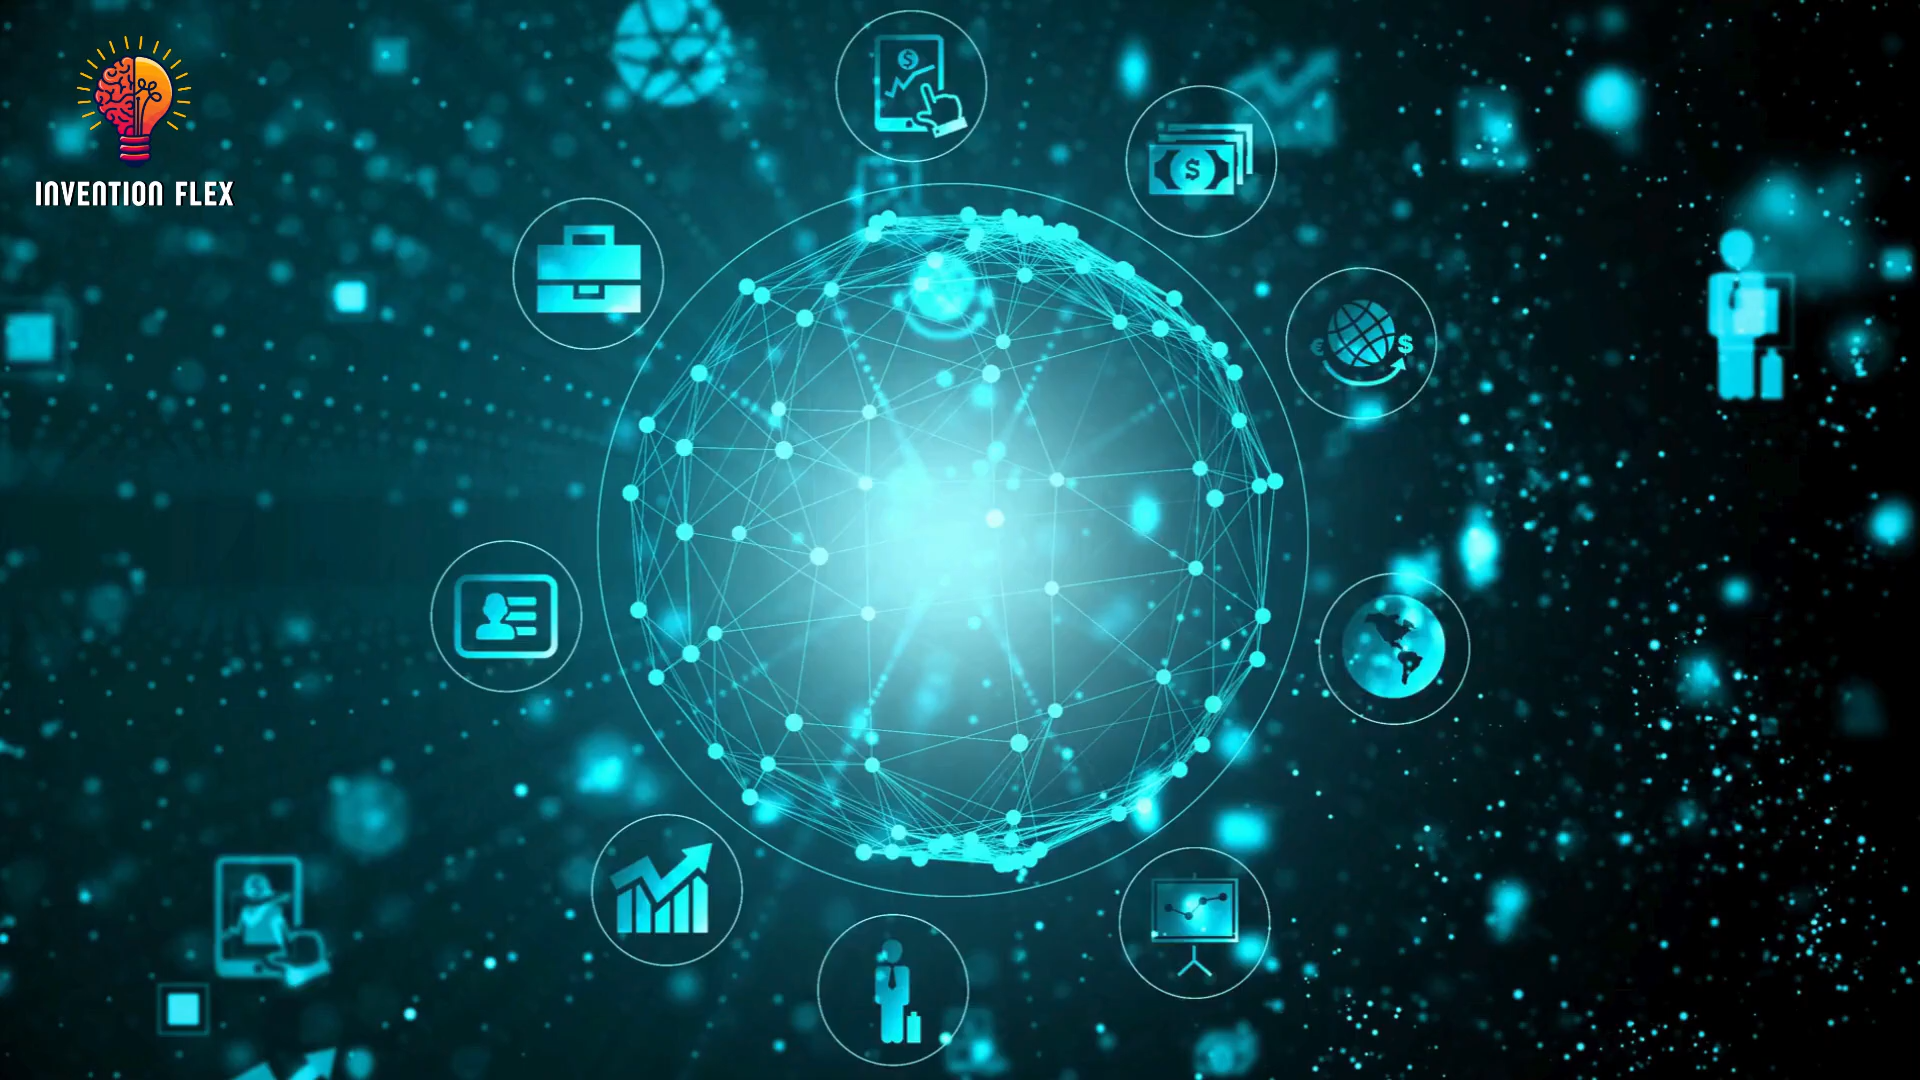 INVENTION FLEX
$
$
€
$